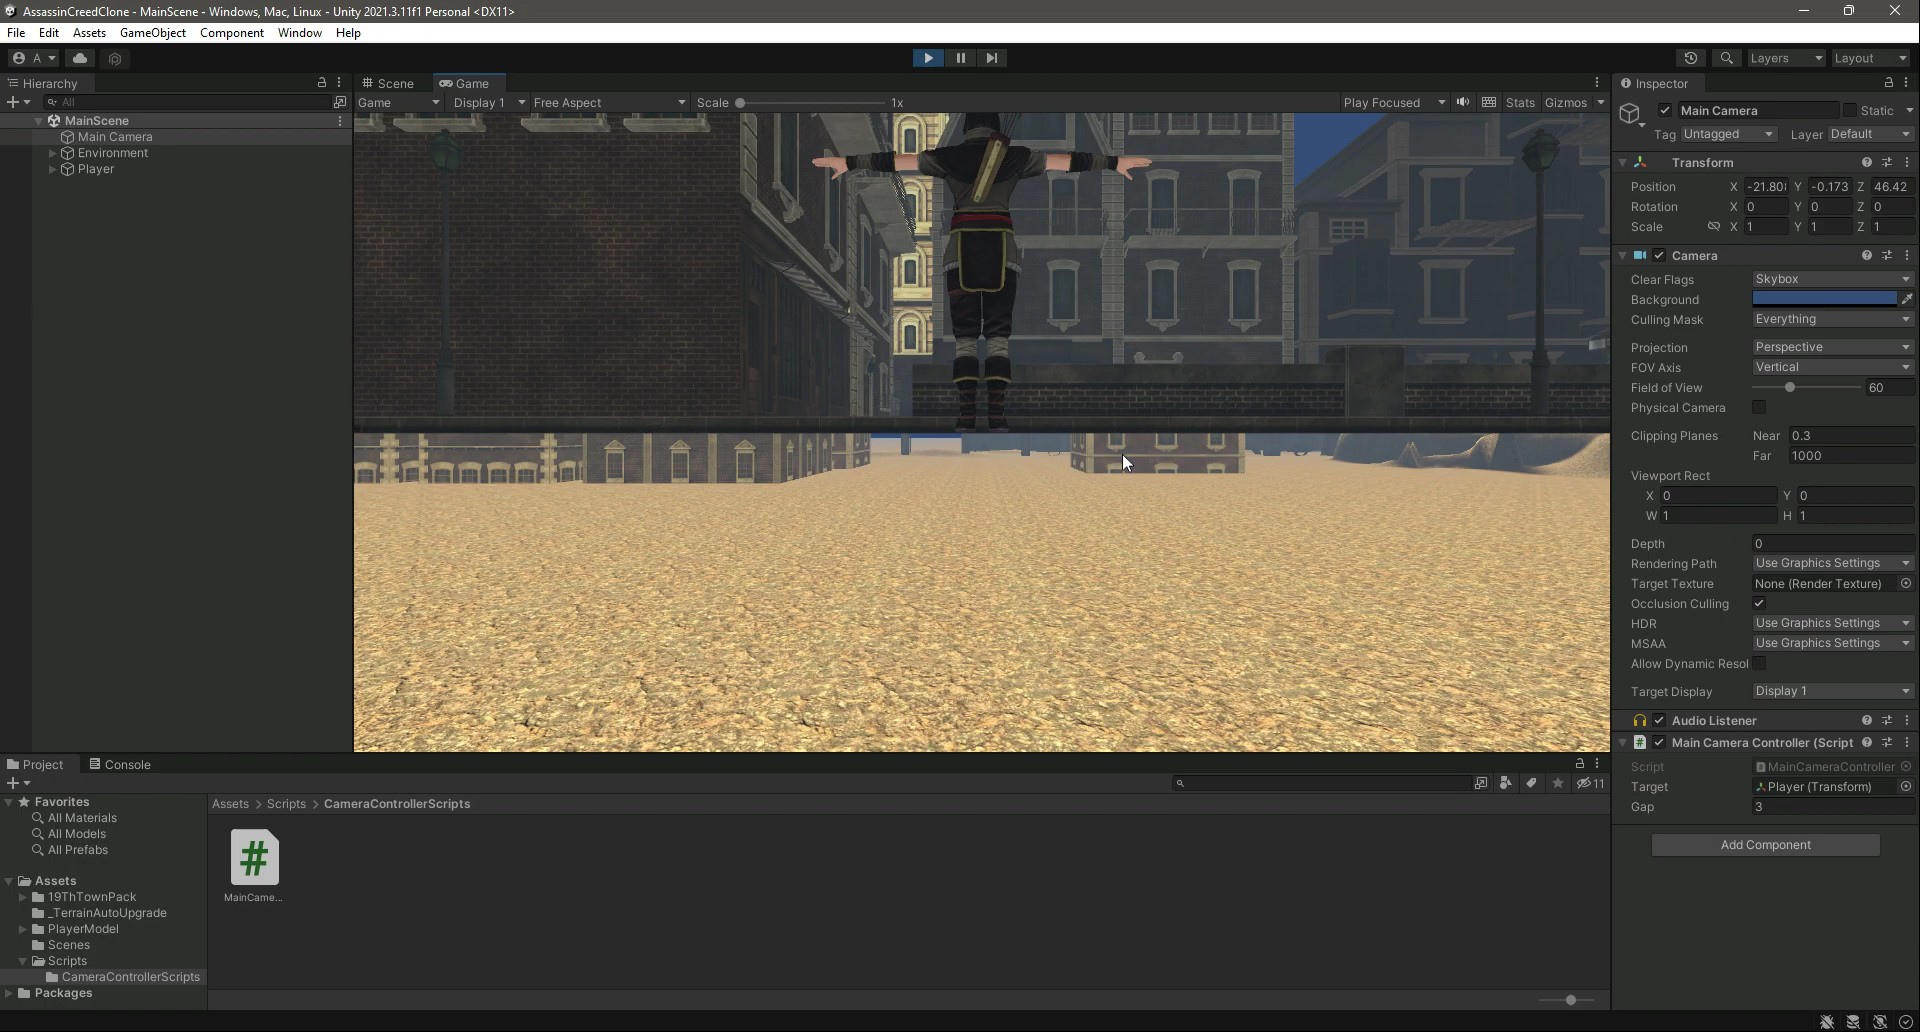 AssassinCreedClone - MainScene - Windows, Mac, Linux - Unity 2021.3.11f1 Personal <DX11>
File Edit Assets GameObject Component Window Help
A Layers Layout
Hierarchy Scene Game Inspector
All Game Display 1 Free Aspect Scale 1x Play Focused Stats Gizmos
MainScene
Main Camera
Environment
Player
Main Camera Static
Tag Untagged Layer Default
Transform
Position X -21.80 Y -0.173 Z 46.42
Rotation X 0 Y 0 Z 0
Scale X 1 Y 1 Z 1
Camera
Clear Flags Skybox
Background
Culling Mask Everything
Projection Perspective
FOV Axis Vertical
Field of View 60
Physical Camera
Clipping Planes Near 0.3
Far 1000
Viewport Rect
X 0 Y 0
W 1 H 1
Depth 0
Rendering Path Use Graphics Settings
Target Texture None (Render Texture)
Occlusion Culling
HDR Use Graphics Settings
MSAA Use Graphics Settings
Allow Dynamic Resol
Target Display Display 1
Audio Listener
# Main Camera Controller (Script
Script MainCameraController
Target Player (Transform)
Gap 3
Add Component
Project Console
11
Favorites
All Materials
All Models
All Prefabs
Assets
19ThTownPack
_TerrainAutoUpgrade
PlayerModel
Scenes
Scripts
CameraControllerScripts
Packages
Assets > Scripts > CameraControllerScripts
#
MainCame...